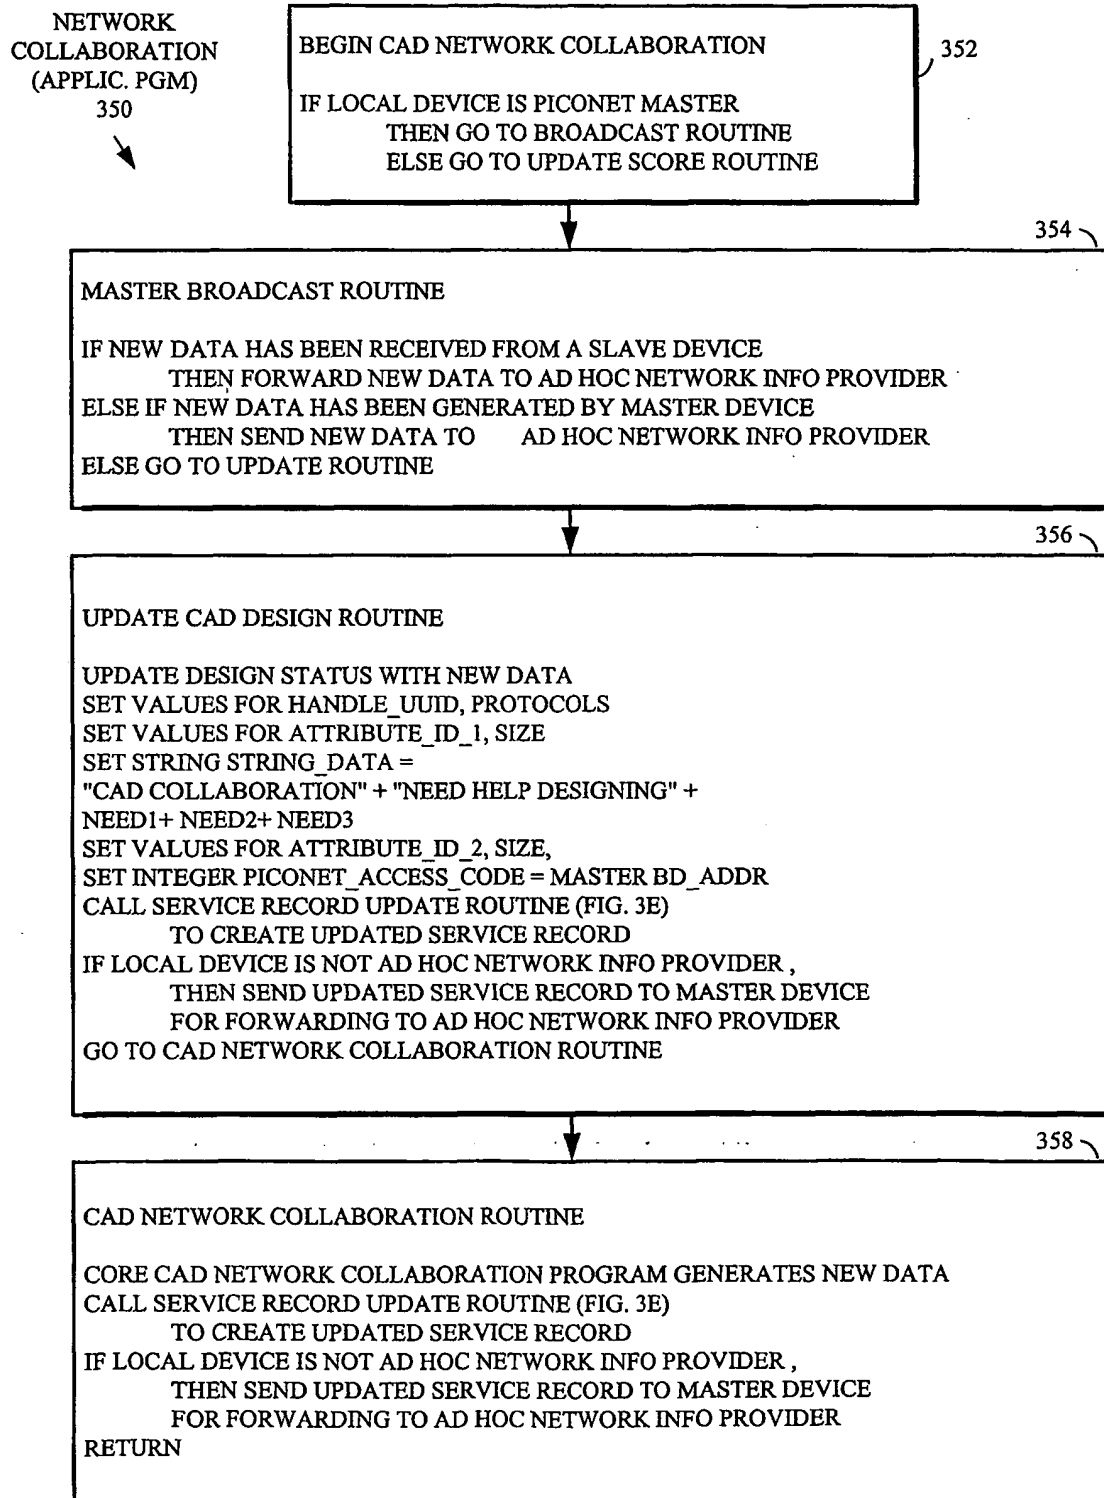 NETWORK
COLLABORATION
(APPLIC. PGM)
350
BEGIN CAD NETWORK COLLABORATION
IF LOCAL DEVICE IS PICONET MASTER
THEN GO TO BROADCAST ROUTINE
ELSE GO TO UPDATE SCORE ROUTINE
352
354
MASTER BROADCAST ROUTINE
IF NEW DATA HAS BEEN RECEIVED FROM A SLAVE DEVICE
THEN FORWARD NEW DATA TO AD HOC NETWORK INFO PROVIDER
ELSE IF NEW DATA HAS BEEN GENERATED BY MASTER DEVICE
THEN SEND NEW DATA TO AD HOC NETWORK INFO PROVIDER
ELSE GO TO UPDATE ROUTINE
356
UPDATE CAD DESIGN ROUTINE
UPDATE DESIGN STATUS WITH NEW DATA
SET VALUES FOR HANDLE_UUID, PROTOCOLS
SET VALUES FOR ATTRIBUTE_ID_1, SIZE
SET STRING STRING_DATA =
"CAD COLLABORATION" + "NEED HELP DESIGNING" +
NEED1+ NEED2+ NEED3
SET VALUES FOR ATTRIBUTE_ID_2, SIZE,
SET INTEGER PICONET_ACCESS_CODE = MASTER BD_ADDR
CALL SERVICE RECORD UPDATE ROUTINE (FIG. 3E)
TO CREATE UPDATED SERVICE RECORD
IF LOCAL DEVICE IS NOT AD HOC NETWORK INFO PROVIDER ,
THEN SEND UPDATED SERVICE RECORD TO MASTER DEVICE
FOR FORWARDING TO AD HOC NETWORK INFO PROVIDER
GO TO CAD NETWORK COLLABORATION ROUTINE
358
CAD NETWORK COLLABORATION ROUTINE
CORE CAD NETWORK COLLABORATION PROGRAM GENERATES NEW DATA
CALL SERVICE RECORD UPDATE ROUTINE (FIG. 3E)
TO CREATE UPDATED SERVICE RECORD
IF LOCAL DEVICE IS NOT AD HOC NETWORK INFO PROVIDER ,
THEN SEND UPDATED SERVICE RECORD TO MASTER DEVICE
FOR FORWARDING TO AD HOC NETWORK INFO PROVIDER
RETURN